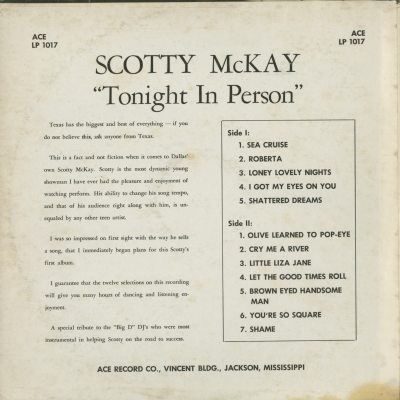 ACE
LP 1017
ACE
LP 1017
SCOTTY McKAY
"Tonight In Person"
Texas has the biggest and best of everything — if you
do not believe this, ask anyone from Texas.
This is a fact and not fiction when it comes to Dallas'
own Scotty McKay. Scotty is the most dynamic young
showman I have ever had the pleasure and enjoyment of
watching perform. His ability to change his song tempo,
and that of his audience right along with him, is un-
equaled by any other teen artist.
I was so impressed on first sight with the way he sells
a song, that I immediately began plans for this Scotty's
first album.
I guarantee that the twelve selections on this recording
will give you many hours of dancing and listening en-
joyment.
A special tribute to the "Big D" DJ's who were most
instrumental in helping Scotty on the road to success.
Side I:
1. SEA CRUISE
2. ROBERTA
3. LONEY LOVELY NIGHTS
4. I GOT MY EYES ON YOU
5. SHATTERED DREAMS
Side II:
1. OLIVE LEARNED TO POP-EYE
2. CRY ME A RIVER
3. LITTLE LIZA JANE
4. LET THE GOOD TIMES ROLL
5. BROWN EYED HANDSOME
MAN
6. YOU'RE SO SQUARE
7. SHAME
ACE RECORD CO., VINCENT BLDG., JACKSON, MISSISSIPPI